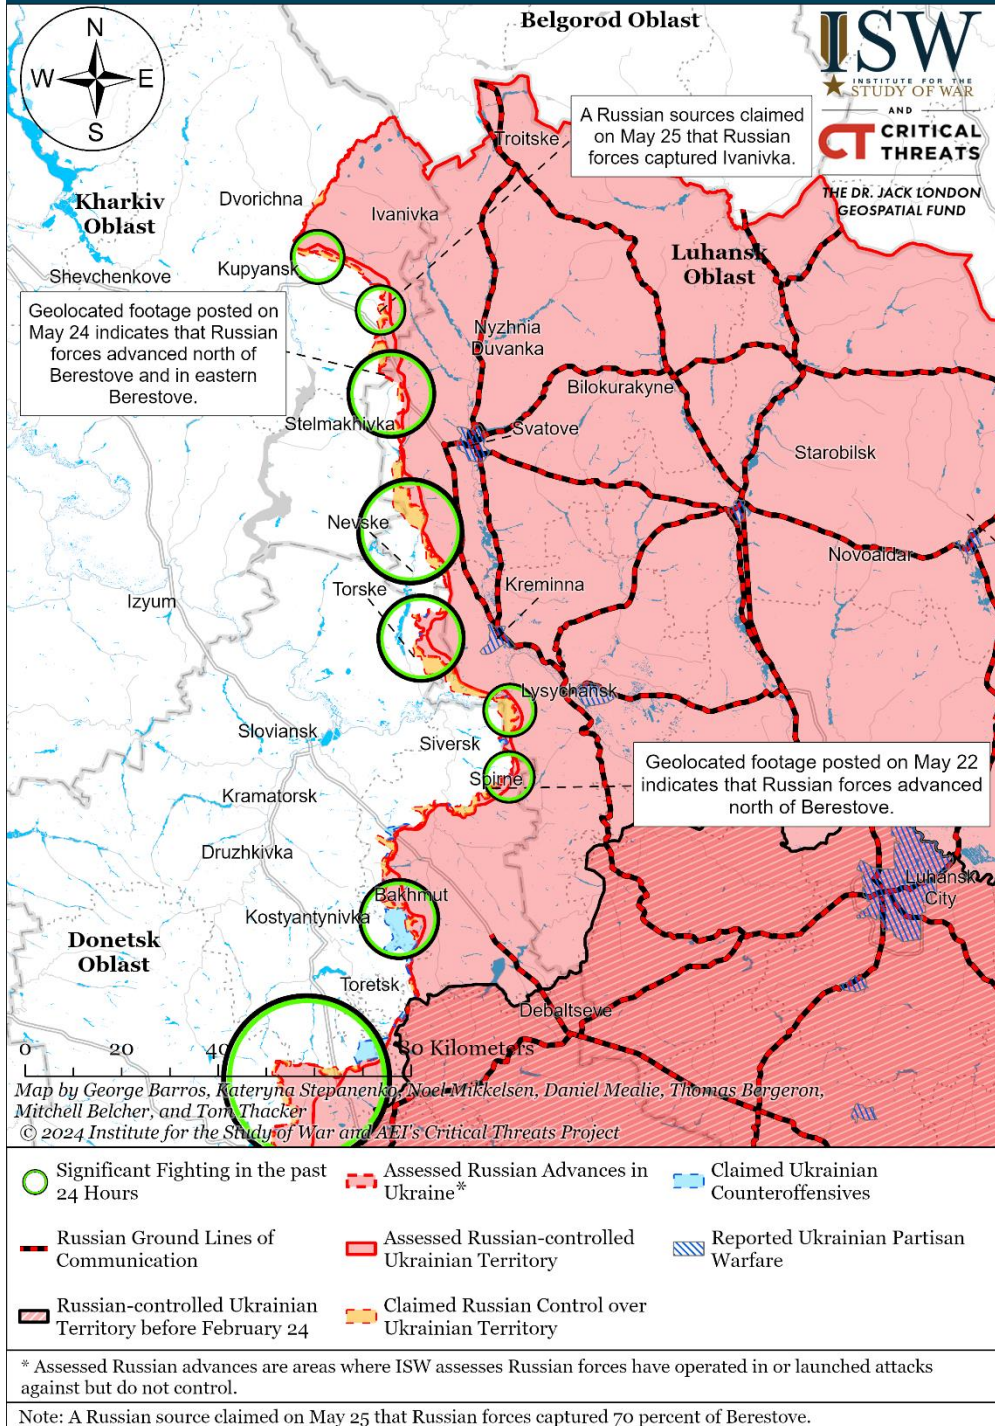 Belgorod Oblast
N
W E
S
ISW
INSTITUTE FOR THE
STUDY OF WAR
AND
CT CRITICAL
THREATS
THE DR. JACK LONDON
GEOSPATIAL FUND
A Russian sources claimed
on May 25 that Russian
forces captured Ivanivka.
Troitske
Dvorichna
Kharkiv
Oblast
Ivanivka
Luhansk
Oblast
Shevchenkove
Kupyansk
Geolocated footage posted on
May 24 indicates that Russian
forces advanced north of
Berestove and in eastern
Berestove.
Nyzhnia
Duvanka
Bilokurakyne
Stelmakhivka
Svatove
Starobilsk
Nevske
Novoaidar
Torske
Kreminna
Izyum
Lysychansk
Sloviansk
Siversk
Geolocated footage posted on May 22
indicates that Russian forces advanced
north of Berestove.
Spirne
Kramatorsk
Druzhkivka
Bakhmut
Luhansk
City
Kostyantynivka
Donetsk
Oblast
Toretsk
Debaltseve
0 20 40 80 Kilometers
Map by George Barros, Kateryna Stepanenko, Noel Mikkelsen, Daniel Mealie, Thomas Bergeron,
Mitchell Belcher, and Tom Thacker
© 2024 Institute for the Study of War and AEI's Critical Threats Project
Significant Fighting in the past
24 Hours
Assessed Russian Advances in
Ukraine*
Claimed Ukrainian
Counteroffensives
Russian Ground Lines of
Communication
Assessed Russian-controlled
Ukrainian Territory
Reported Ukrainian Partisan
Warfare
Russian-controlled Ukrainian
Territory before February 24
Claimed Russian Control over
Ukrainian Territory
* Assessed Russian advances are areas where ISW assesses Russian forces have operated in or launched attacks
against but do not control.
Note: A Russian source claimed on May 25 that Russian forces captured 70 percent of Berestove.